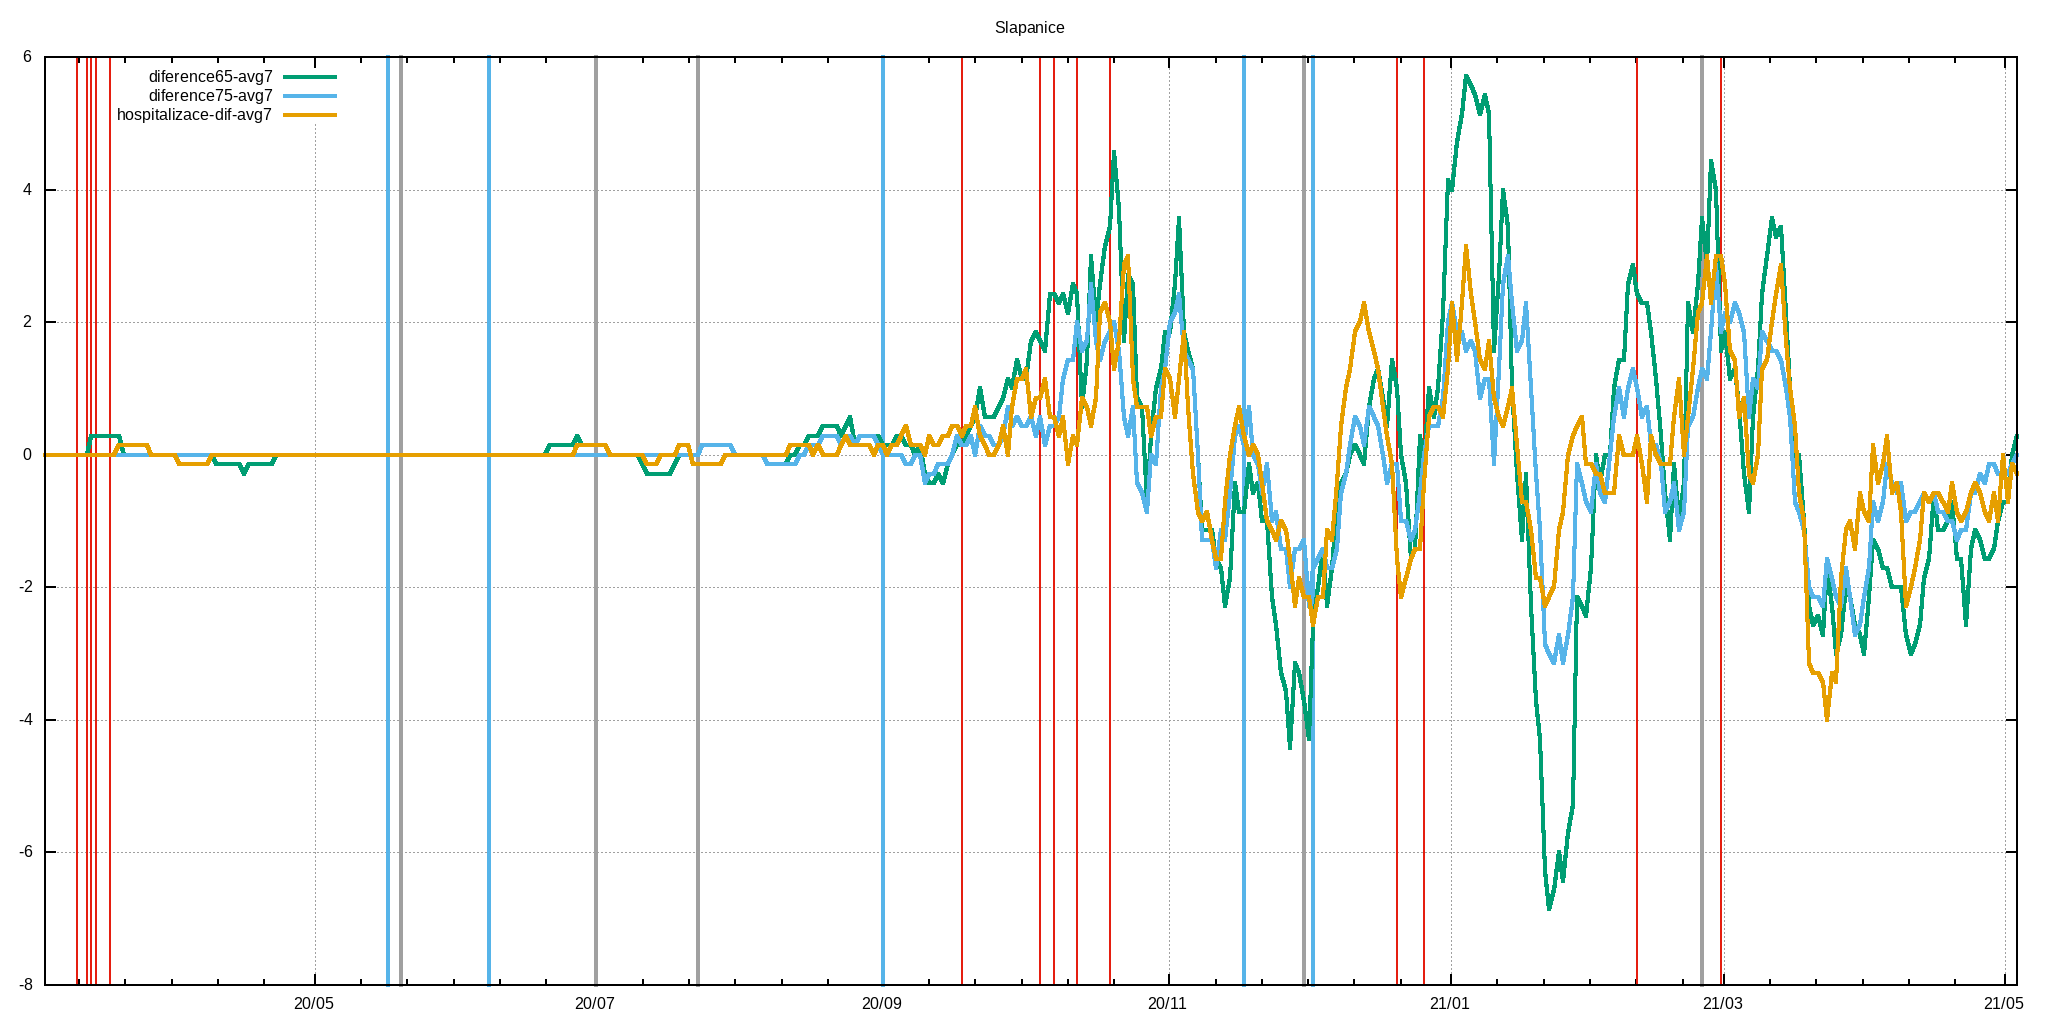 Slapanice
6
diference65-avg7
diference75-avg7
hospitalizace-dif-avg7
4
2
0
-2
-4
-6
-8
20/05 20/07 20/09 20/11 21/01 21/03 21/05